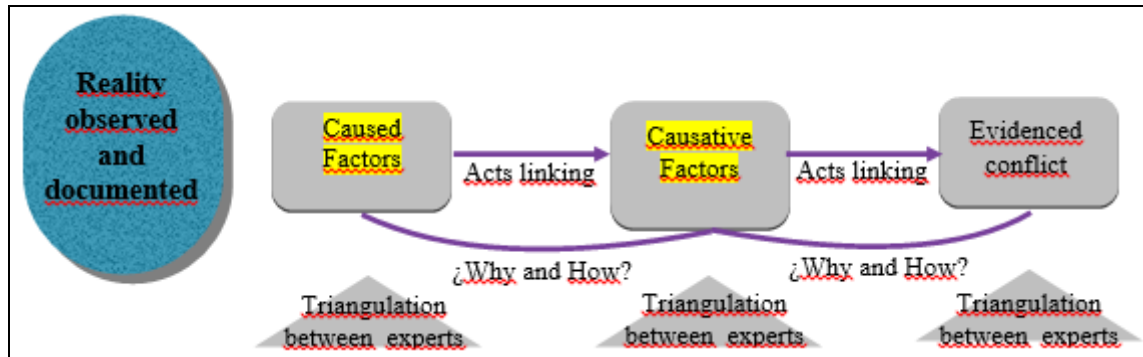 Reality
observed
and
documented
Caused
Factors
Acts linking
Causative
Factors
Acts linking
Evidenced
conflict
¿Why and How?
¿Why and How?
Triangulation
between experts
Triangulation
between experts
Triangulation
between experts